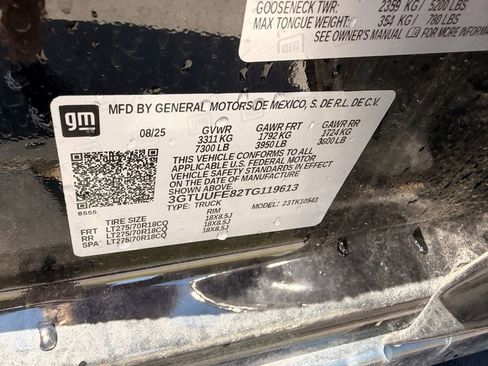 GOOSENECK TWR: 2359 KG / 5200 LBS
MAX TONGUE WEIGHT: 354 KG / 780 LBS
SEE OWNER'S MANUAL FOR MORE INFORMAT
gm
MFD BY GENERAL MOTORS DE MEXICO, S. DE R.L. DE C.V.
08/25 GVWR GAWR FRT GAWR RR
3311 KG 1792 KG 1724 KG
7300 LB 3950 LB 3800 LB
THIS VEHICLE CONFORMS TO ALL
APPLICABLE U.S. FEDERAL MOTOR
VEHICLE SAFETY STANDARDS IN EFFECT
ON THE DATE OF MANUFACTURE
SHOWN ABOVE.
3GTUUFE82TG119613
8555
TYPE: TRUCK MODEL: 23TK10543
TIRE SIZE RIM
FRT LT275/70R18CQ 18X8.5J
RR LT275/70R18CQ 18X8.5J
SPA LT275/70R18CQ 18X8.5J